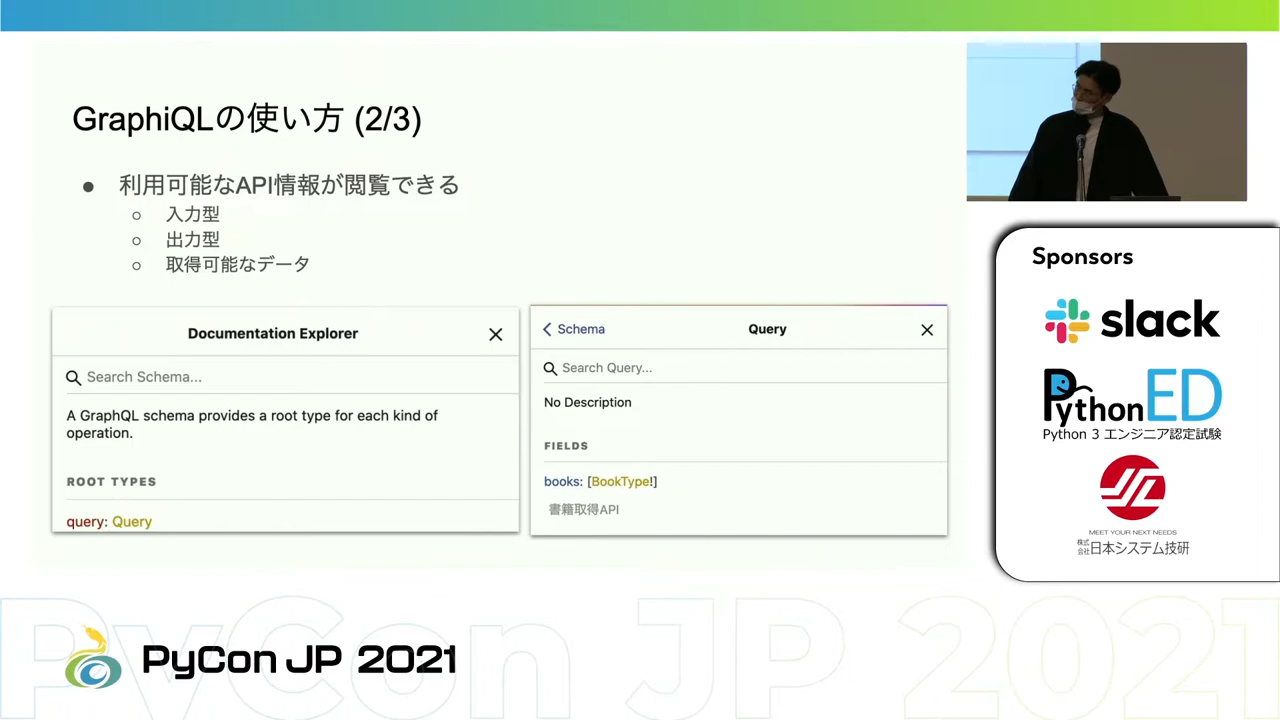 GraphiQLの使い方 (2/3)
● 利用可能なAPI情報が閲覧できる
○ 入力型
○ 出力型
○ 取得可能なデータ
Documentation Explorer
Search Schema...
A GraphQL schema provides a root type for each kind of
operation.
ROOT TYPES
query: Query
Schema
Query
Search Query...
No Description
FIELDS
books: [BookType!]
書籍取得API
Sponsors
slack
PythonED
Python 3 エンジニア認定試験
MEET YOUR NEXT NEEDS
株式会社日本システム技研
PyCon JP 2021
PyCon JP 2021